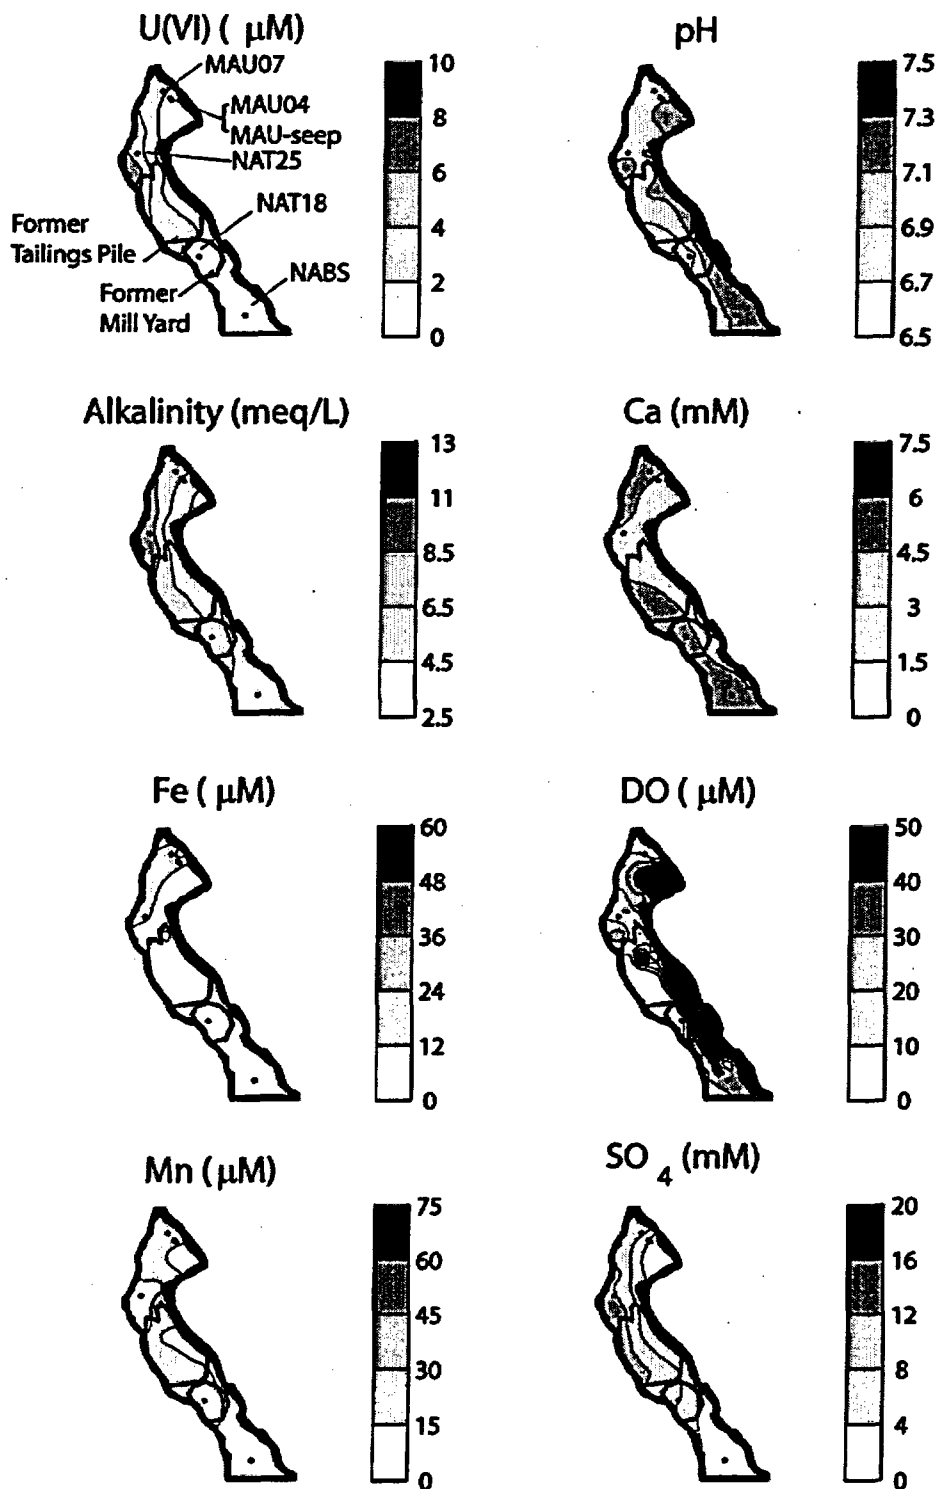 U(VI) ( μM)
MAU07
MAU04
MAU-seep
NAT25
NAT18
Former
Tailings Pile
NABS
Former
Mill Yard
10
8
6
4
2
0
pH
7.5
7.3
7.1
6.9
6.7
6.5
Alkalinity (meq/L)
13
11
8.5
6.5
4.5
2.5
Ca (mM)
7.5
6
4.5
3
1.5
0
Fe ( μM)
60
48
36
24
12
0
DO ( μM)
50
40
30
20
10
0
Mn ( μM)
75
60
45
30
15
0
SO 4 (mM)
20
16
12
8
4
0